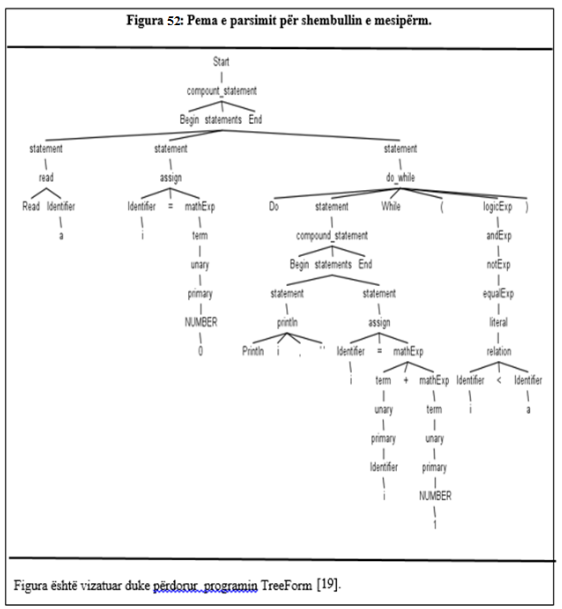 Figura 52: Pema e parsimit për shembullin e mesipërm.
Start
compount_statement
Begin statements End
statement statement statement
read assign do_while
Read Identifier Identifier = mathExp Do statement While ( logicExp )
a i term compound_statement andExp
unary Begin statements End notExp
primary statement statement equalExp
NUMBER println assign literal
0 Println i , '' Identifier = mathExp relation
i term + mathExp Identifier < Identifier
unary term i a
primary unary
Identifier primary
i NUMBER
1
Figura është vizatuar duke përdorur programin TreeForm [19].